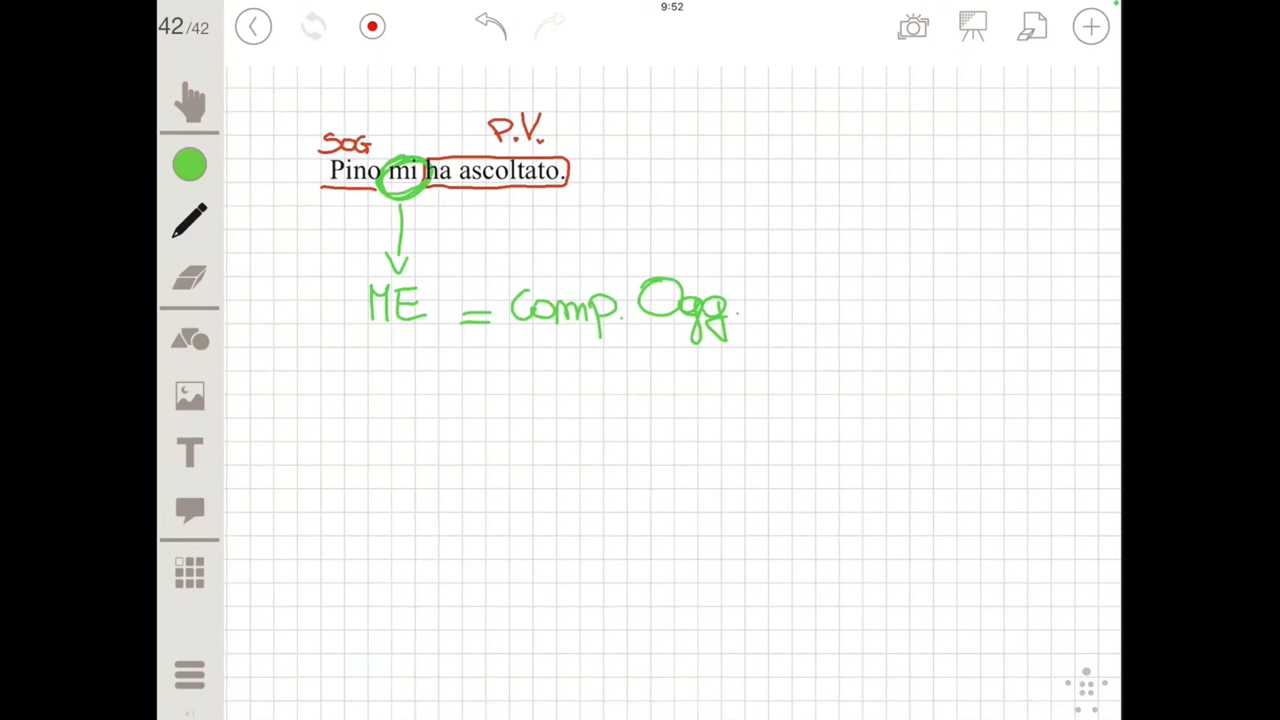 9:52
42/42
SOG P.V.
Pino mi ha ascoltato.
ME = Comp. Ogg.
T